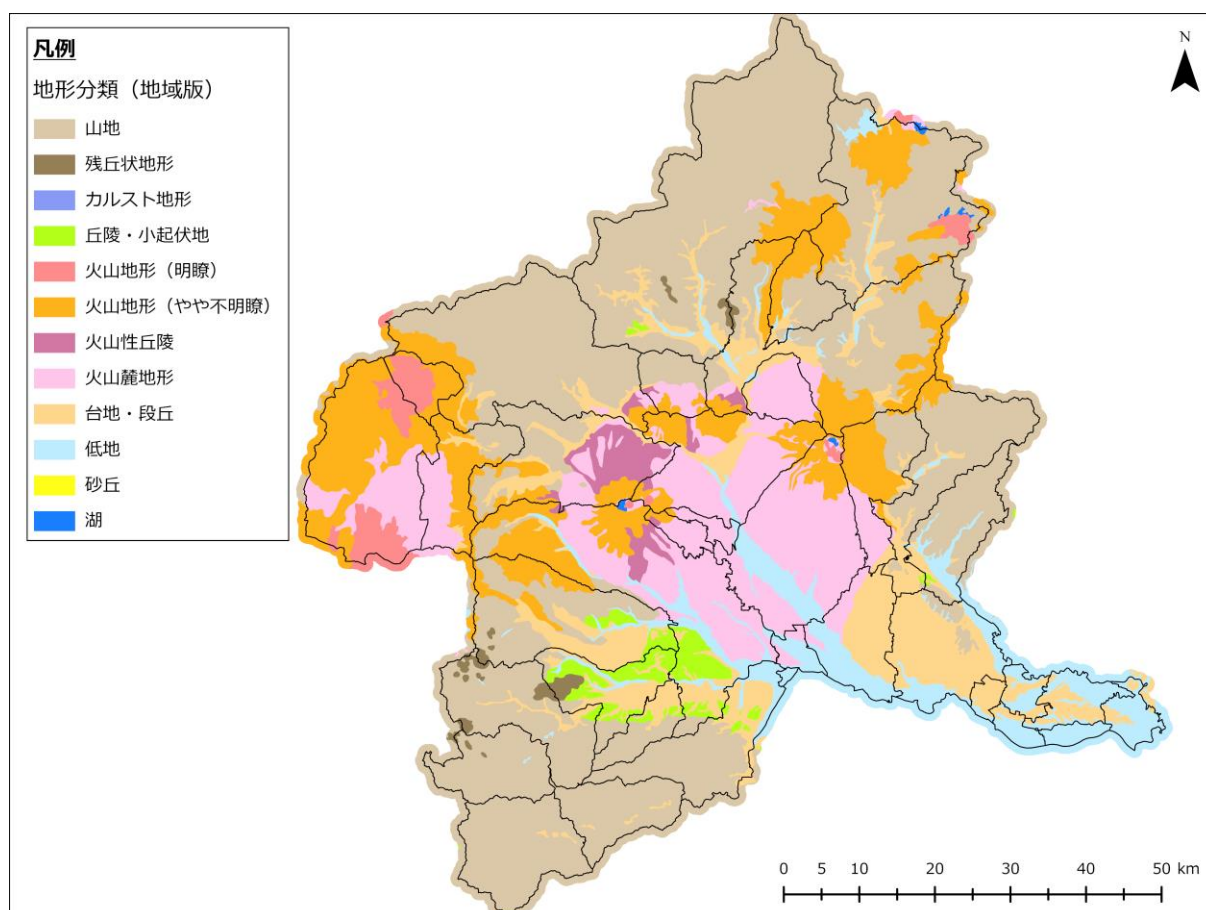 凡例
地形分類（地域版）
山地
残丘状地形
カルスト地形
丘陵・小起伏地
火山地形（明瞭）
火山地形（やや不明瞭）
火山性丘陵
火山麓地形
台地・段丘
低地
砂丘
湖
N
0 5 10 20 30 40 50 km